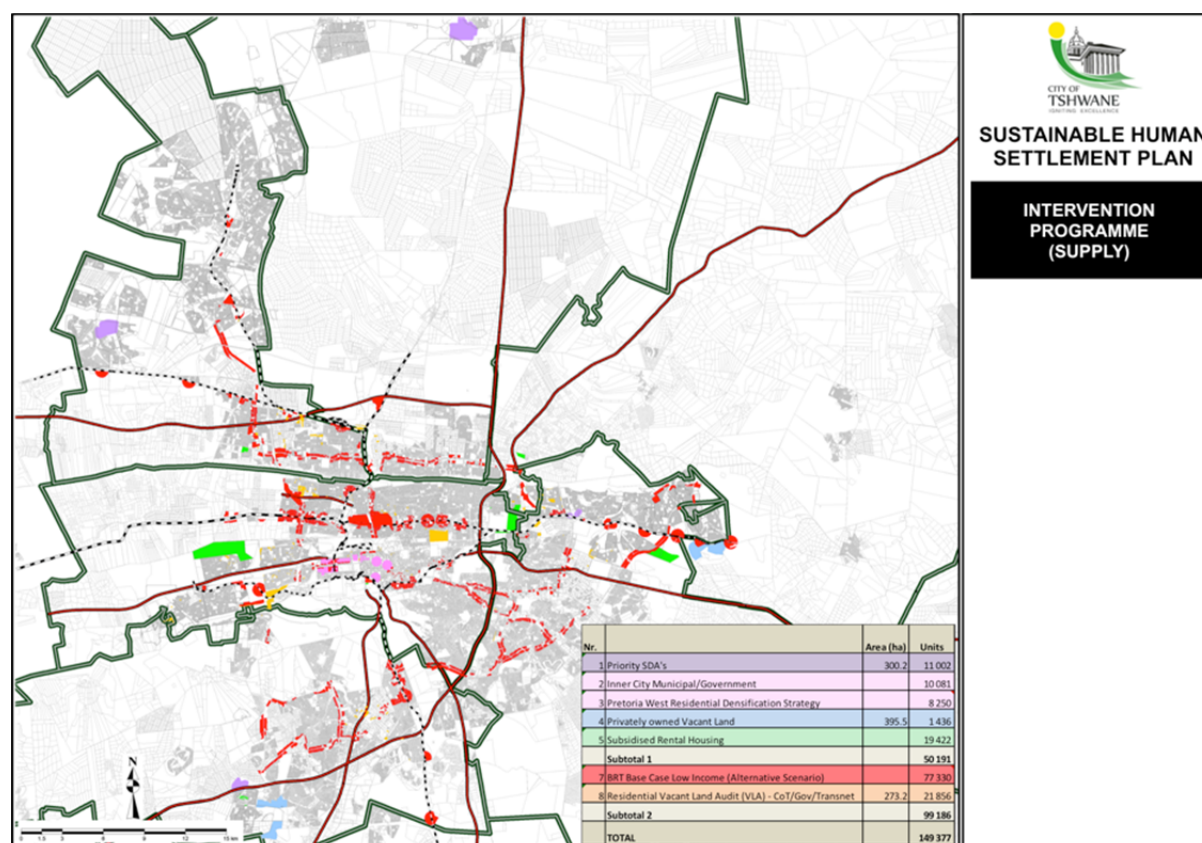 CITY OF
TSHWANE
IGNITING EXCELLENCE
SUSTAINABLE HUMAN
SETTLEMENT PLAN
INTERVENTION
PROGRAMME
(SUPPLY)
Nr. Area (ha) Units
1 Priority SDA's 300.2 11 002
2 Inner City Municipal/Government 10 081
3 Pretoria West Residential Densification Strategy 8 250
4 Privately owned Vacant Land 395.5 1 436
5 Subsidised Rental Housing 19 422
Subtotal 1 50 191
7 BRT Base Case Low Income (Alternative Scenario) 77 330
8 Residential Vacant Land Audit (VLA) - CoT/Gov/Transnet 273.2 21 856
Subtotal 2 99 186
TOTAL 149 377
N